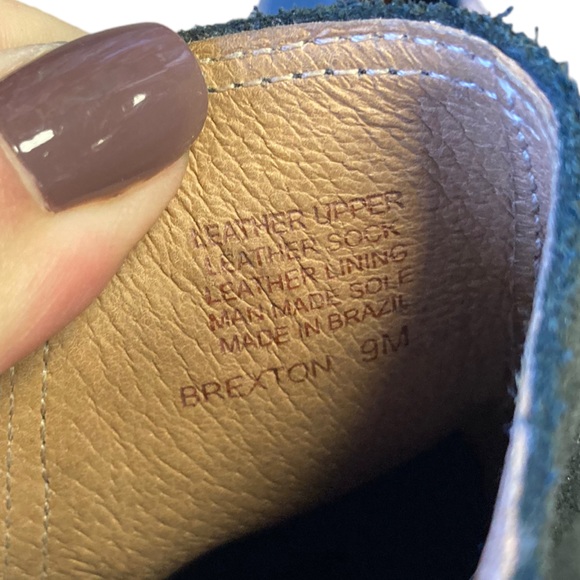 LEATHER UPPER
LEATHER SOCK
LEATHER LINING
MAN MADE SOLE
MADE IN BRAZIL
BREXTON 9M